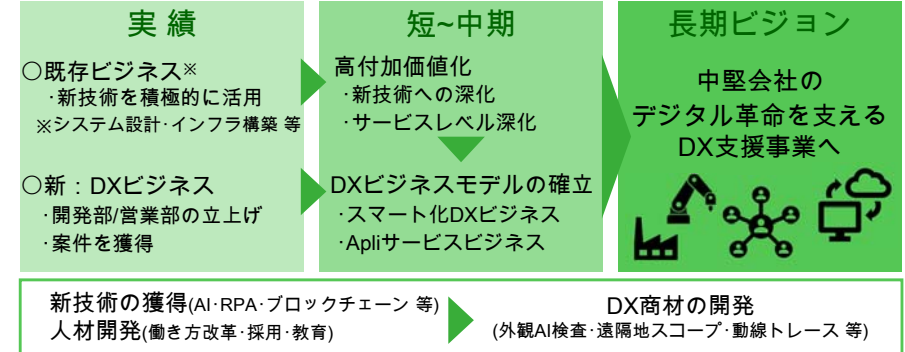 実 績
○既存ビジネス※
･新技術を積極的に活用
※システム設計･インフラ構築 等
○新：DXビジネス
･開発部/営業部の立上げ
･案件を獲得
短~中期
高付加価値化
･新技術への深化
･サービスレベル深化
DXビジネスモデルの確立
･スマート化DXビジネス
･Apliサービスビジネス
長期ビジョン
中堅会社の
デジタル革命を支える
DX支援事業へ
新技術の獲得(AI･RPA･ブロックチェーン 等)
人材開発(働き方改革･採用･教育)
DX商材の開発
(外観AI検査･遠隔地スコープ･動線トレース 等)